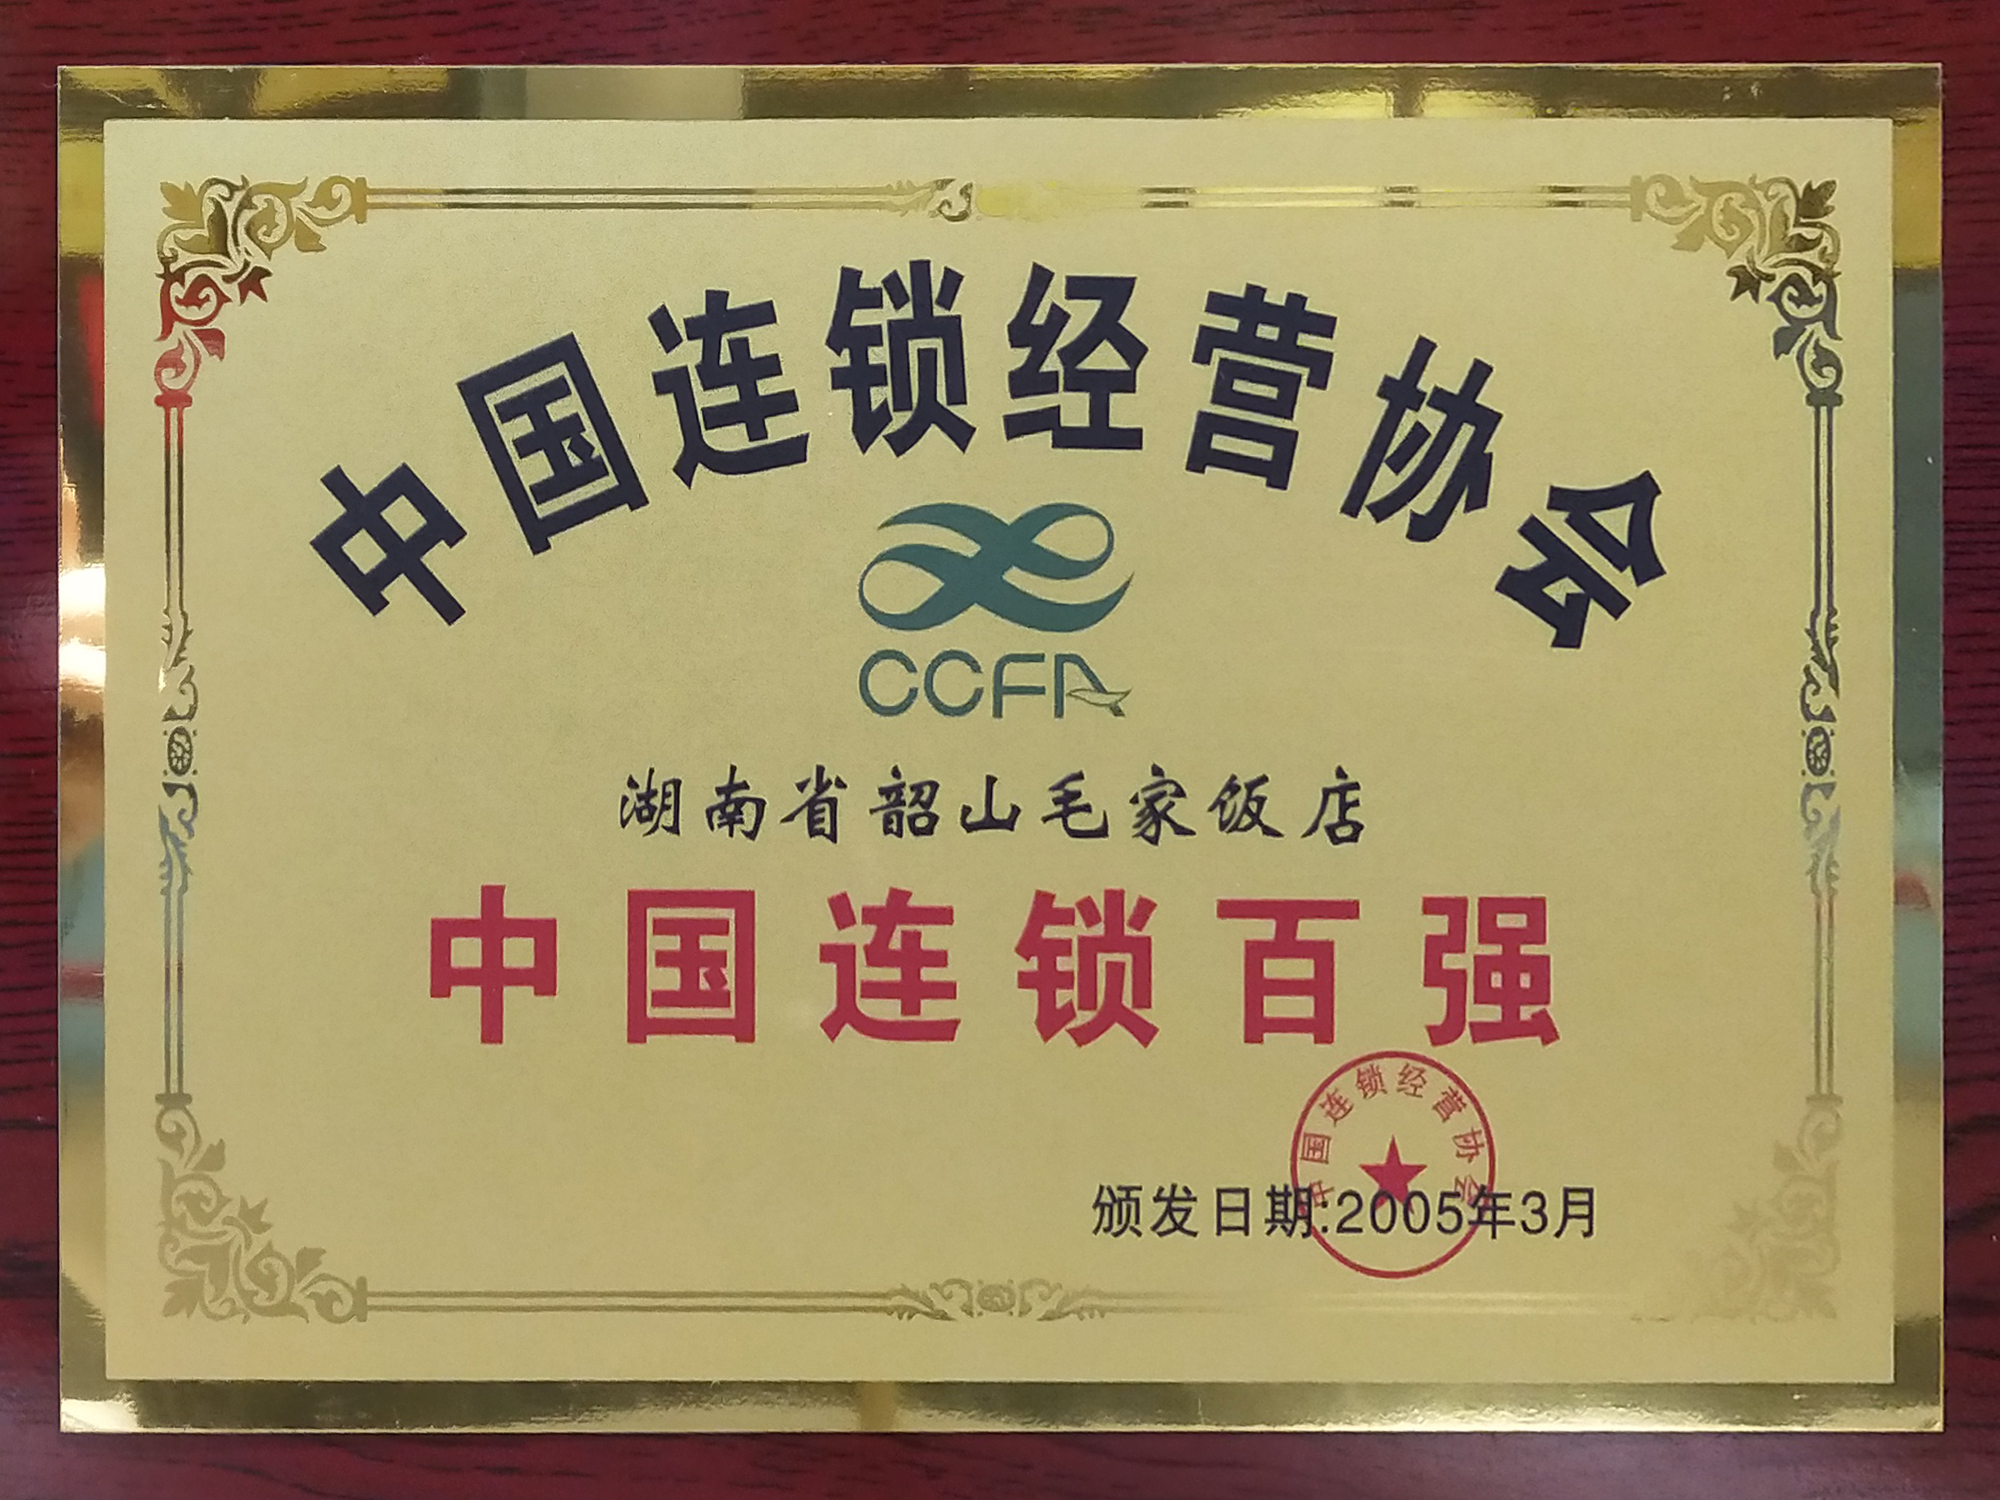 中国连锁经营协会
CCFA
湖南省韶山毛家饭店
中国连锁百强
中国连锁经营协会
颁发日期:2005年3月